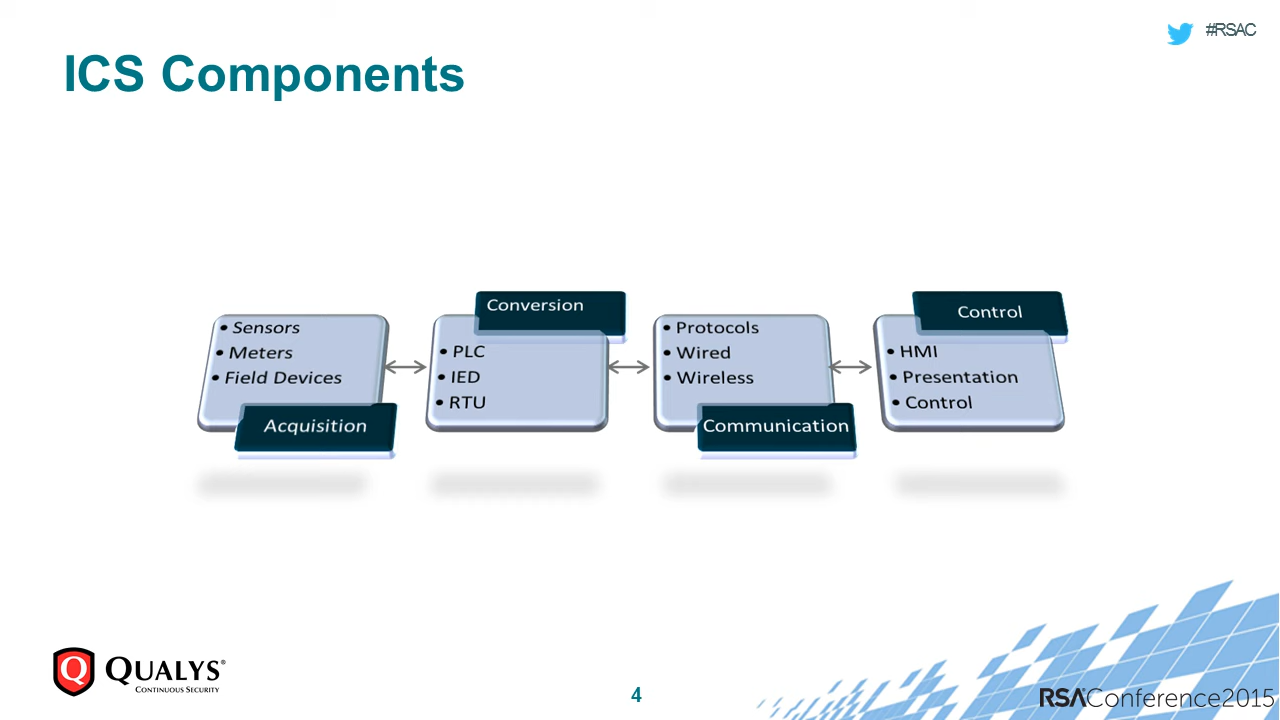 #RSAC
ICS Components
• Sensors
• Meters
• Field Devices
Acquisition
Conversion
• PLC
• IED
• RTU
• Protocols
• Wired
• Wireless
Communication
Control
• HMI
• Presentation
• Control
QUALYS®
CONTINUOUS SECURITY
4
RSAConference2015